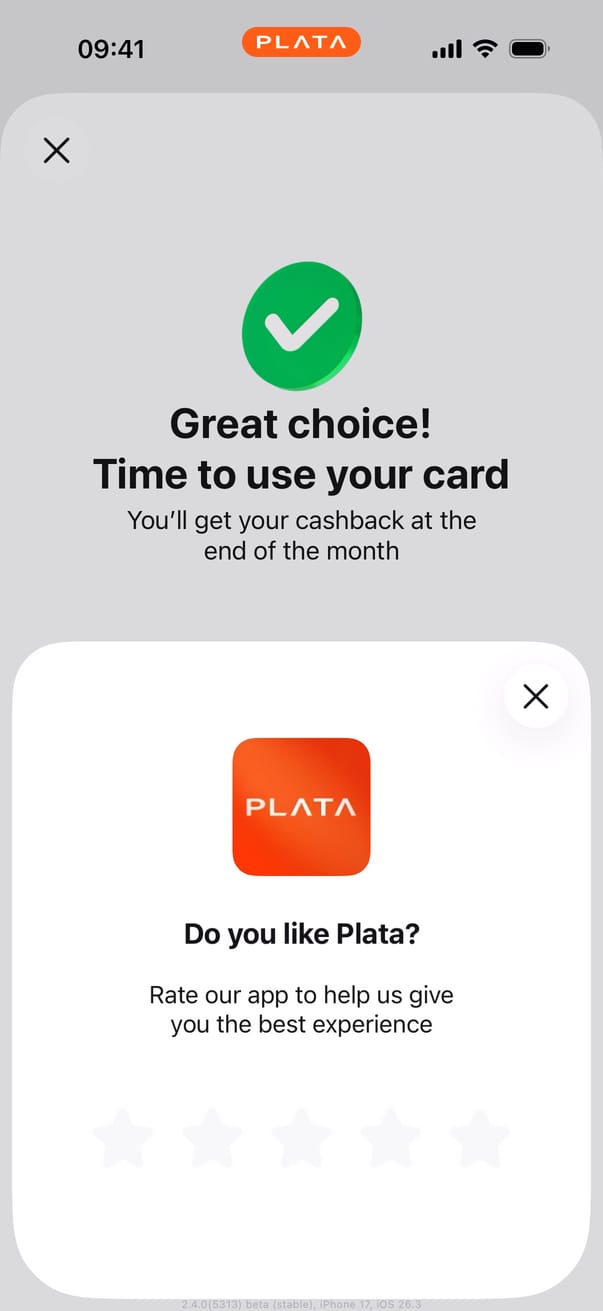 09:41
PLATA
Great choice!
Time to use your card
You’ll get your cashback at the
end of the month
PLATA
Do you like Plata?
Rate our app to help us give
you the best experience
2.4.0(5313) beta (stable), iPhone 17, iOS 26.3